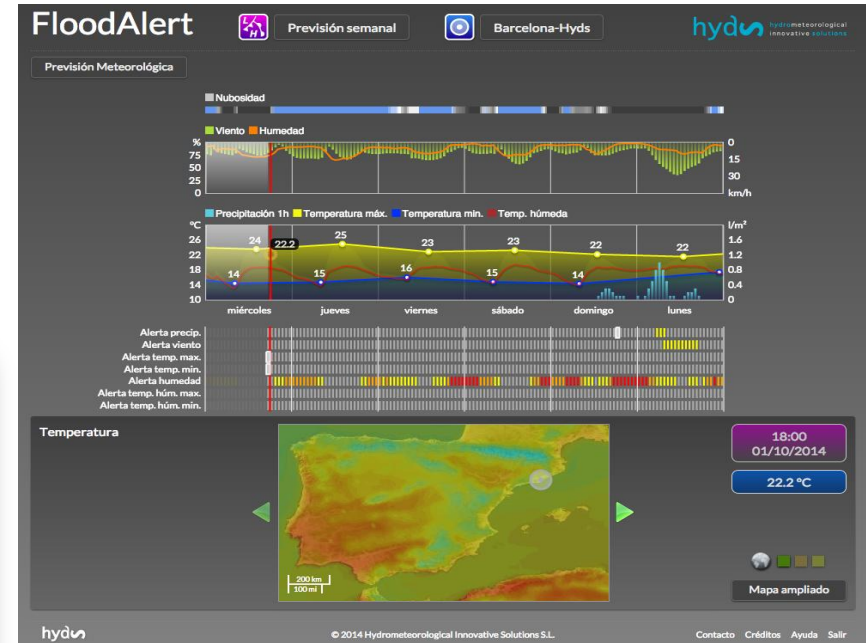 FloodAlert
H
Previsión semanal
Barcelona-Hyds
hyds hydrometeorological
innovative solutions
Previsión Meteorológica
Nubosidad
Viento Humedad
%
75
50
25
0
0
15
30
km/h
Precipitación 1h Temperatura máx. Temperatura min. Temp. húmeda
ºC
26
22
18
14
10
l/m²
1.6
1.2
0.8
0.4
0
24 22.2 25 23 23 22 22
14 15 16 15 14
miércoles jueves viernes sábado domingo lunes
Alerta precip.
Alerta viento
Alerta temp. max.
Alerta temp. min.
Alerta humedad
Alerta temp. húm. max.
Alerta temp. húm. min.
Temperatura
18:00
01/10/2014
22.2 ºC
200 km
100 mi
Mapa ampliado
hyds
© 2014 Hydrometeorological Innovative Solutions S.L.
Contacto Créditos Ayuda Salir